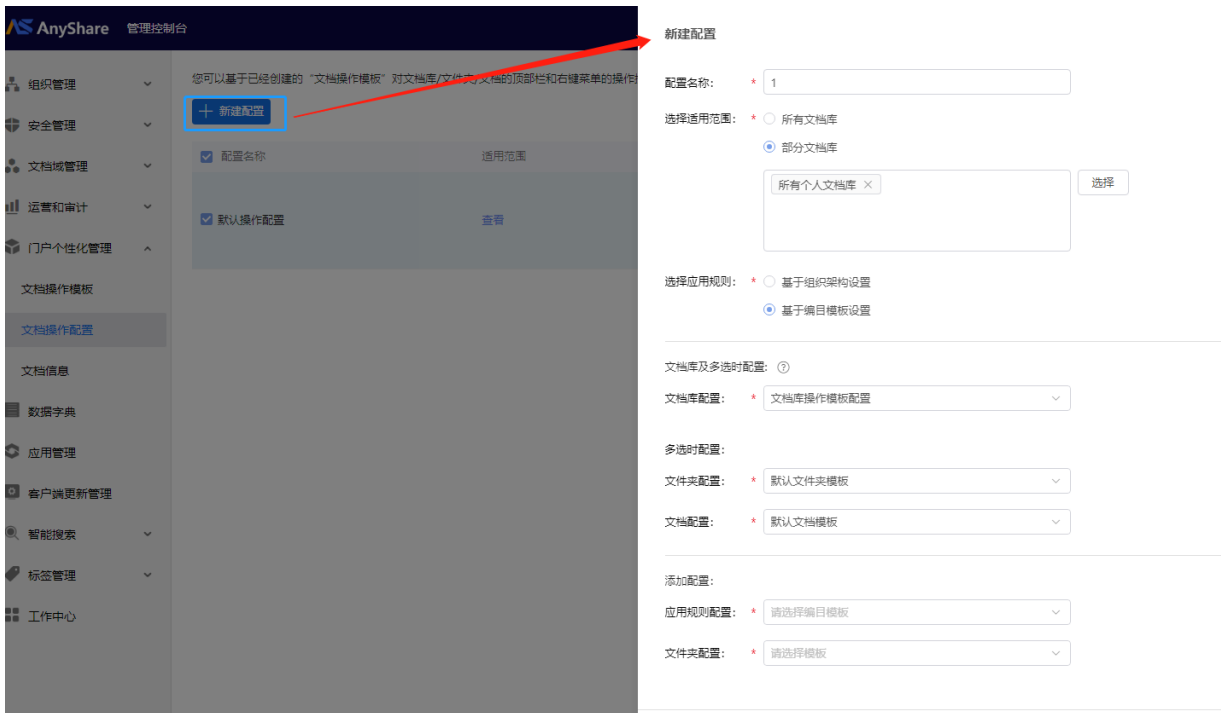 AnyShare 管理控制台
组织管理
安全管理
文档域管理
运营和审计
门户个性化管理
文档操作模板
文档操作配置
文档信息
数据字典
应用管理
客户端更新管理
智能搜索
标签管理
工作中心
您可以基于已经创建的“文档操作模板”对文档库/文件夹/文档的顶部栏和右键菜单的操作
新建配置
配置名称 适用范围
默认操作配置 查看
新建配置
配置名称: * 1
选择适用范围: * 所有文档库
部分文档库
所有个人文档库 × 选择
选择应用规则: * 基于组织架构设置
基于编目模板设置
文档库及多选时配置: ?
文档库配置: * 文档库操作模板配置
多选时配置:
文件夹配置: * 默认文件夹模板
文档配置: * 默认文档模板
添加配置:
应用规则配置: * 请选择编目模板
文件夹配置: * 请选择模板